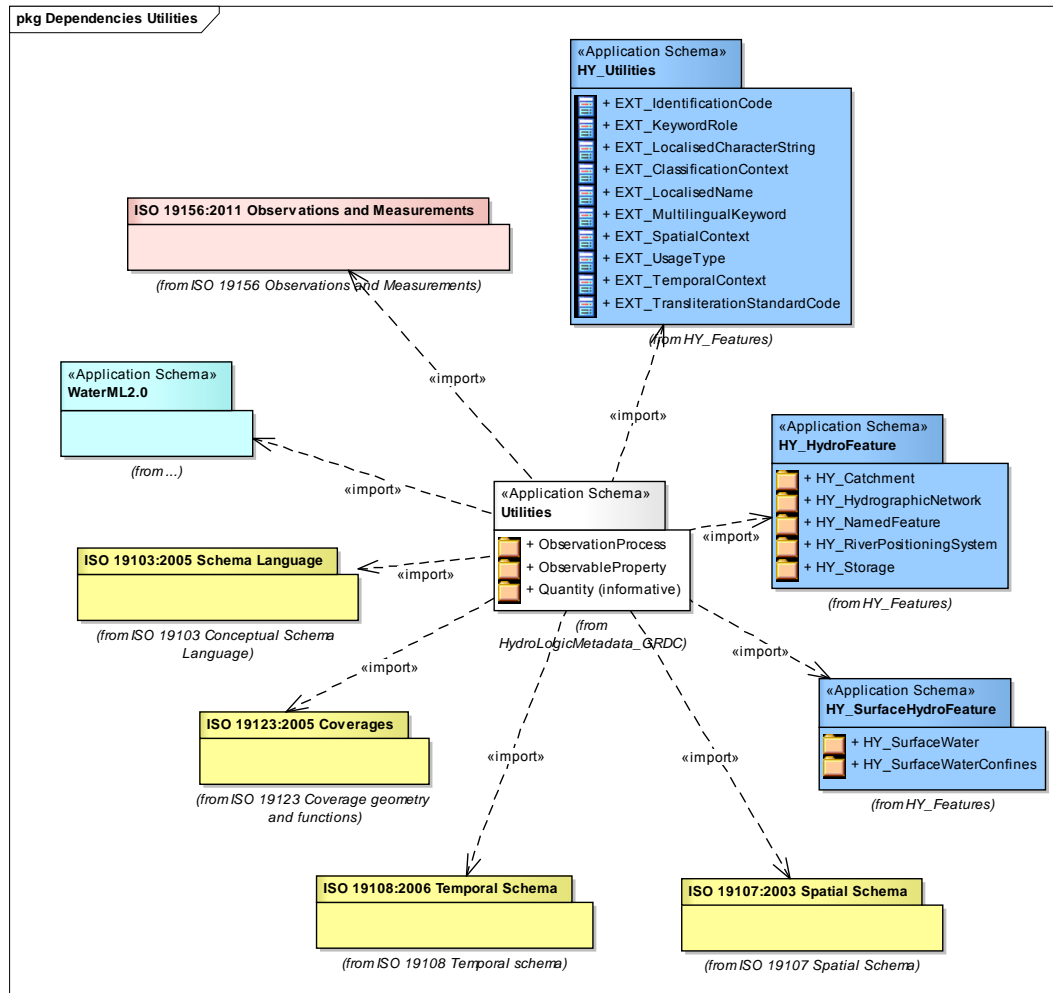 pkg Dependencies Utilities
«Application Schema»
HY_Utilities
+ EXT_IdentificationCode
+ EXT_KeywordRole
+ EXT_LocalisedCharacterString
+ EXT_ClassificationContext
+ EXT_LocalisedName
+ EXT_MultilingualKeyword
+ EXT_SpatialContext
+ EXT_UsageType
+ EXT_TemporalContext
+ EXT_TransliterationStandardCode
(from HY_Features)
ISO 19156:2011 Observations and Measurements
(from ISO 19156 Observations and Measurements)
«import»
«import»
«Application Schema»
WaterML2.0
(from ...)
«import»
«Application Schema»
HY_HydroFeature
+ HY_Catchment
+ HY_HydrographicNetwork
+ HY_NamedFeature
+ HY_RiverPositioningSystem
+ HY_Storage
(from HY_Features)
«Application Schema»
Utilities
+ ObservationProcess
+ ObservableProperty
+ Quantity (informative)
(from
HydroLogicMetadata_GRDC)
«import»
ISO 19103:2005 Schema Language
(from ISO 19103 Conceptual Schema
Language)
«import»
«import»
«import»
«Application Schema»
HY_SurfaceHydroFeature
+ HY_SurfaceWater
+ HY_SurfaceWaterConfines
(from HY_Features)
ISO 19123:2005 Coverages
(from ISO 19123 Coverage geometry
and functions)
«import»
«import»
ISO 19108:2006 Temporal Schema
(from ISO 19108 Temporal schema)
ISO 19107:2003 Spatial Schema
(from ISO 19107 Spatial Schema)